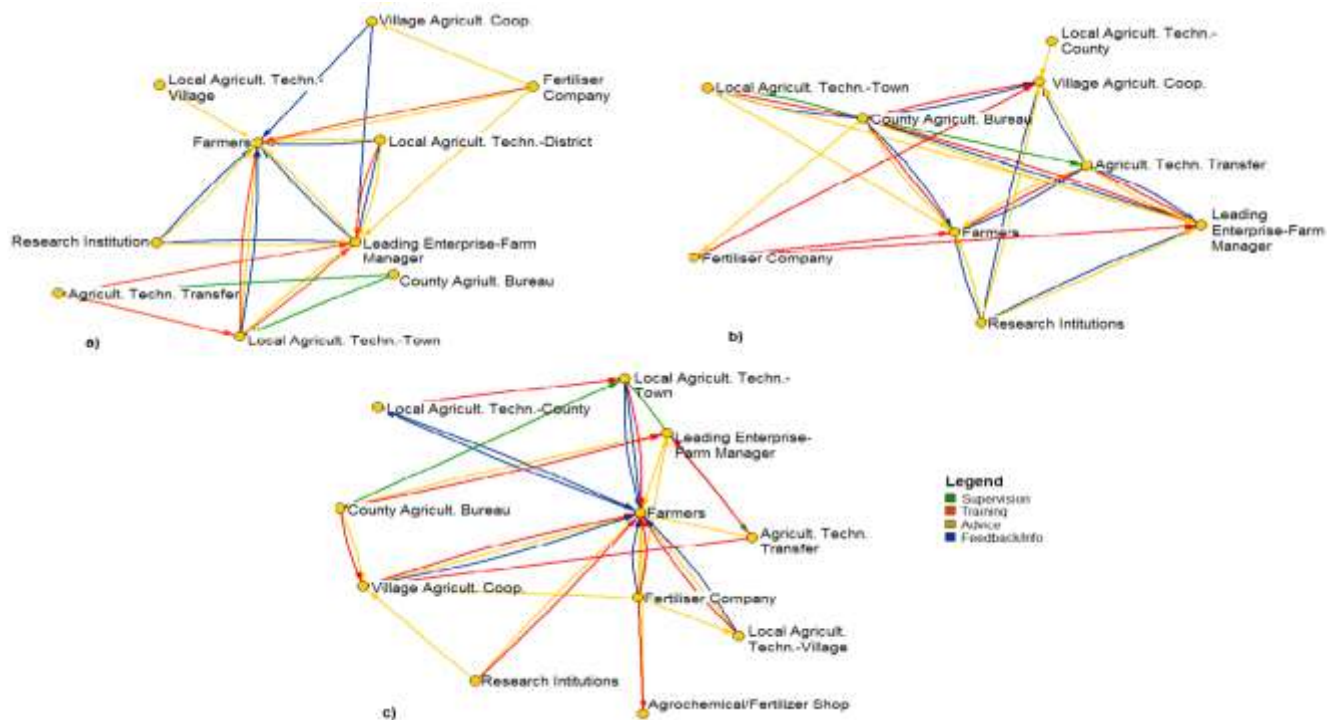 Village Agricult. Coop.
Local Agricult. Techn.-
Village
Fertiliser
Company
Farmers
Local Agricult. Techn.-District
Research Institution
Leading Enterprise-Farm
Manager
County Agriult. Bureau
Agricult. Techn. Transfer
Local Agricult. Techn.-Town
a)
Local Agricult. Techn.-
County
Local Agricult. Techn.-Town
Village Agricult. Coop.
County Agricult. Bureau
Agricult. Techn. Transfer
Leading
Enterprise-Farm
Manager
Farmers
Fertiliser Company
Research Intitutions
b)
Local Agricult. Techn.-
Town
Local Agricult. Techn.-County
Leading Enterprise-
Farm Manager
County Agricult. Bureau
Farmers
Agricult. Techn.
Transfer
Village Agricult. Coop.
Fertiliser Company
Local Agricult.
Techn.-Village
Research Intitutions
Agrochemical/Fertilizer Shop
c)
Legend
Supervision
Training
Advice
Feedback/Info